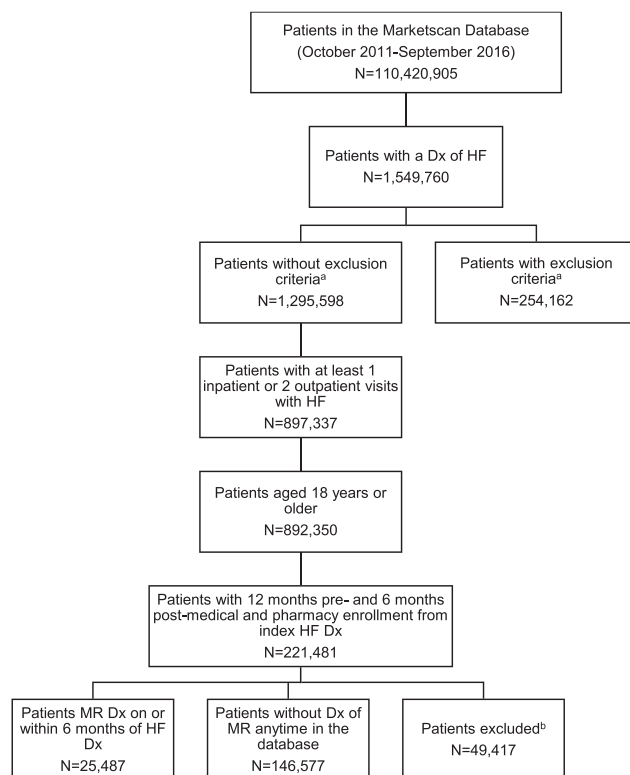 Patients in the Marketscan Database
(October 2011-September 2016)
N=110,420,905
Patients with a Dx of HF
N=1,549,760
Patients without exclusion
criteriaᵃ
N=1,295,598
Patients with exclusion
criteriaᵃ
N=254,162
Patients with at least 1
inpatient or 2 outpatient visits
with HF
N=897,337
Patients aged 18 years or
older
N=892,350
Patients with 12 months pre- and 6 months
post-medical and pharmacy enrollment from
index HF Dx
N=221,481
Patients MR Dx on or
within 6 months of HF
Dx
N=25,487
Patients without Dx of
MR anytime in the
database
N=146,577
Patients excludedᵇ
N=49,417